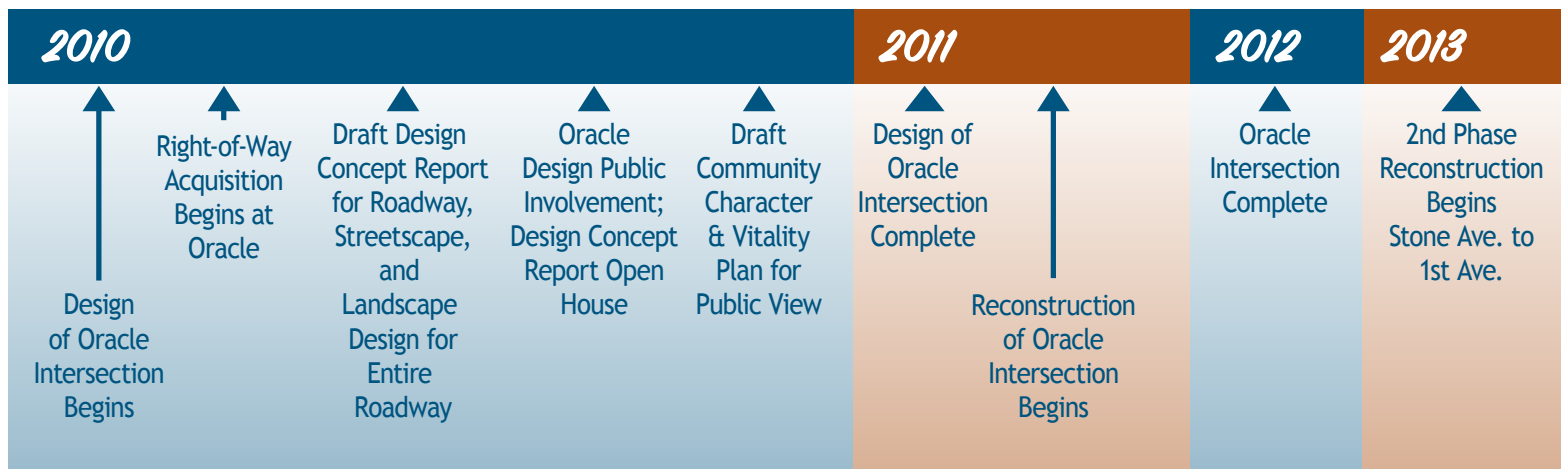 2010
2011
2012
2013
Design
of Oracle
Intersection
Begins
Right-of-Way
Acquisition
Begins at
Oracle
Draft Design
Concept Report
for Roadway,
Streetscape,
and
Landscape
Design for
Entire
Roadway
Oracle
Design Public
Involvement;
Design Concept
Report Open
House
Draft
Community
Character
& Vitality
Plan for
Public View
Design of
Oracle
Intersection
Complete
Reconstruction
of Oracle
Intersection
Begins
Oracle
Intersection
Complete
2nd Phase
Reconstruction
Begins
Stone Ave. to
1st Ave.